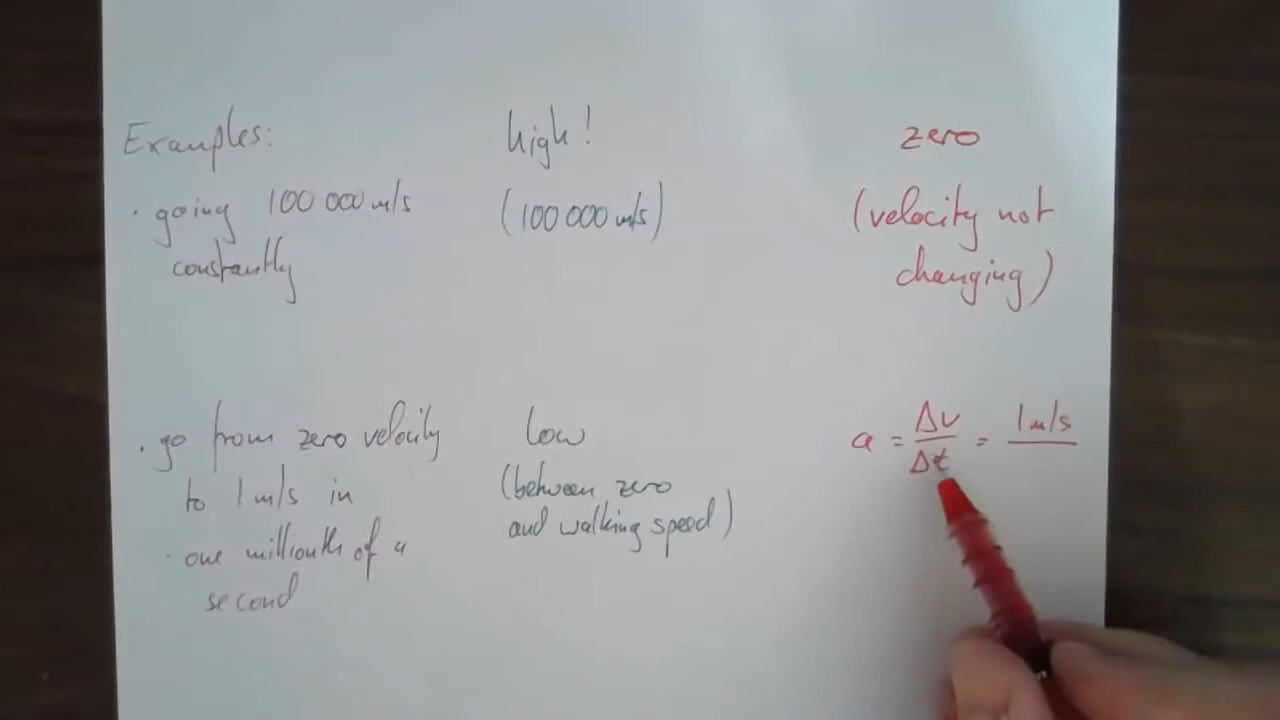 Examples:
high!
zero
· going 100 000 m/s
constantly
(100 000 m/s)
(velocity not
changing)
· go from zero velocity
to 1 m/s in
· one millionth of a
second
low
(between zero
and walking speed)
a = Δv/Δt = 1 m/s